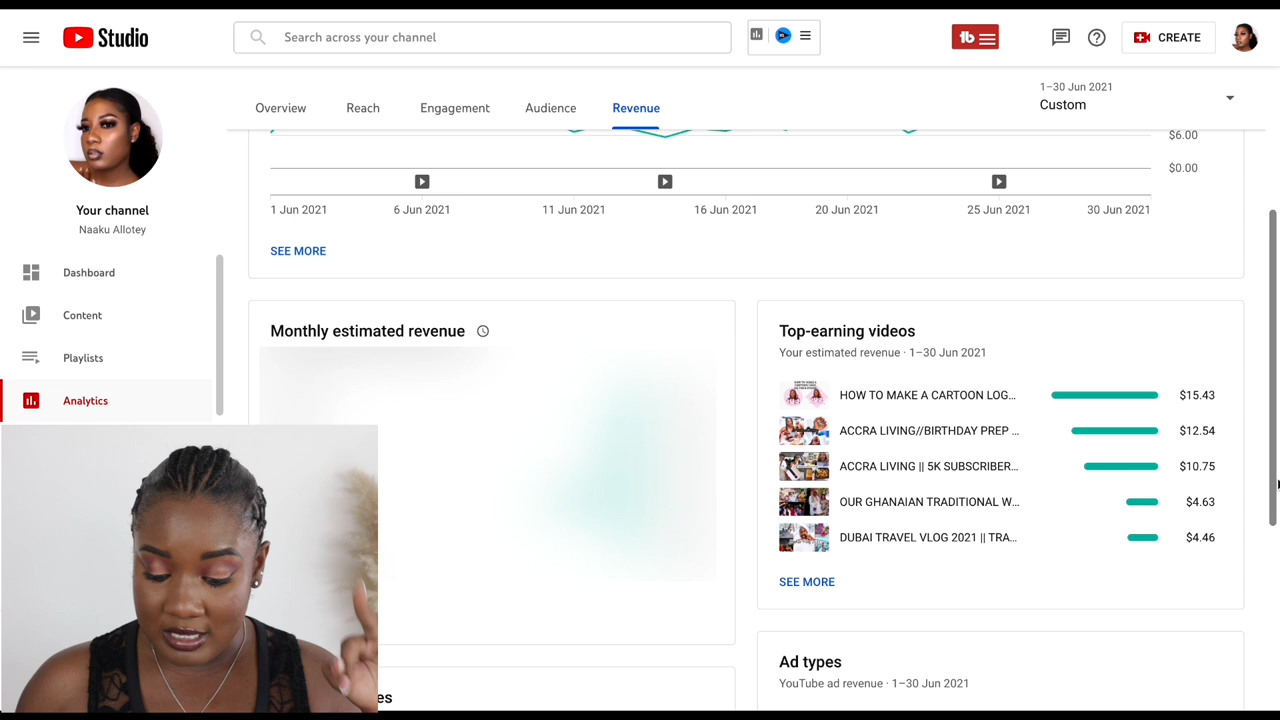 Studio
Search across your channel
CREATE
Your channel
Naaku Allotey
Dashboard
Content
Playlists
Analytics
Overview
Reach
Engagement
Audience
Revenue
1–30 Jun 2021
Custom
$6.00
$0.00
1 Jun 2021
6 Jun 2021
11 Jun 2021
16 Jun 2021
20 Jun 2021
25 Jun 2021
30 Jun 2021
SEE MORE
Monthly estimated revenue
Top-earning videos
Your estimated revenue · 1–30 Jun 2021
HOW TO MAKE A CARTOON LOG... $15.43
ACCRA LIVING//BIRTHDAY PREP ... $12.54
ACCRA LIVING || 5K SUBSCRIBER... $10.75
OUR GHANAIAN TRADITIONAL W... $4.63
DUBAI TRAVEL VLOG 2021 || TRA... $4.46
SEE MORE
Ad types
YouTube ad revenue · 1–30 Jun 2021
es